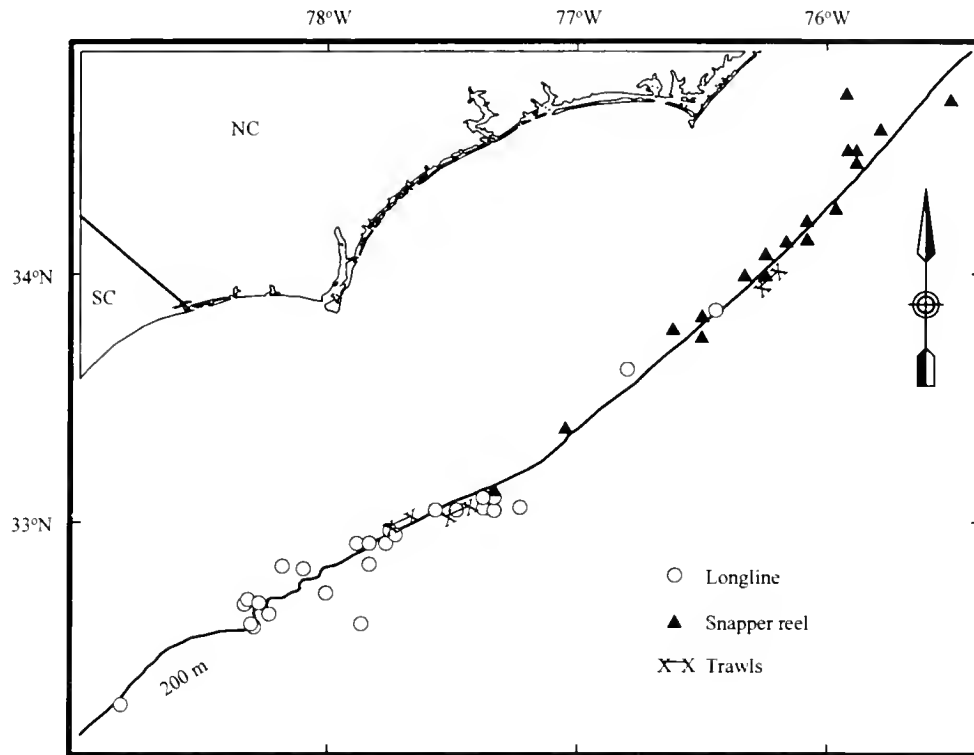 78°W 77°W 76°W
NC
SC
34°N
33°N
Longline
Snapper reel
X X Trawls
200 m